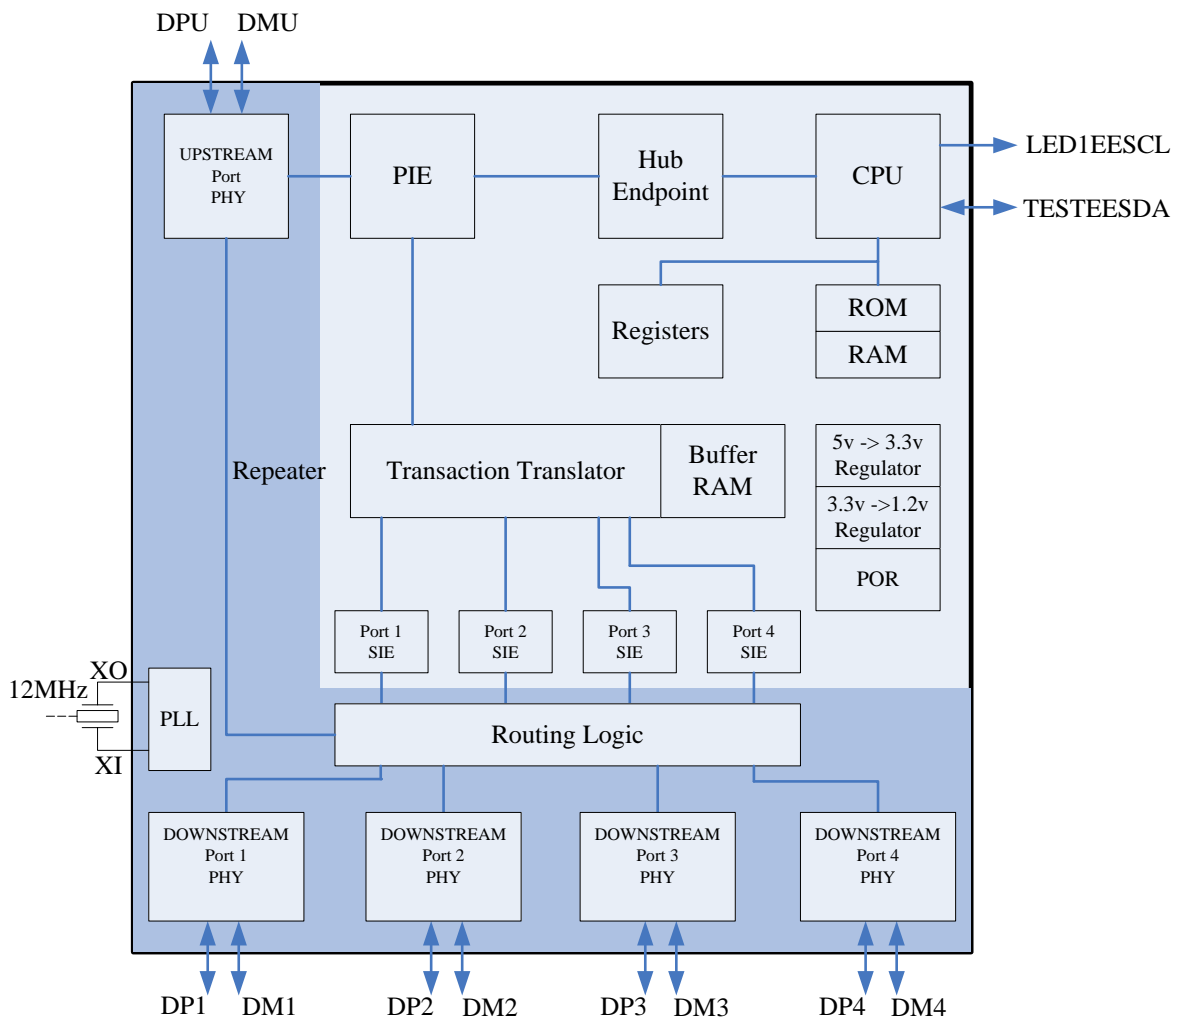 DPU DMU
UPSTREAM
Port
PHY
PIE
Hub
Endpoint
CPU
LED1EESCL
TESTEESDA
Registers
ROM
RAM
Repeater
Transaction Translator
Buffer
RAM
5v -> 3.3v
Regulator
3.3v ->1.2v
Regulator
POR
Port 1
SIE
Port 2
SIE
Port 3
SIE
Port 4
SIE
XO
12MHz
XI
PLL
Routing Logic
DOWNSTREAM
Port 1
PHY
DOWNSTREAM
Port 2
PHY
DOWNSTREAM
Port 3
PHY
DOWNSTREAM
Port 4
PHY
DP1 DM1 DP2 DM2 DP3 DM3 DP4 DM4